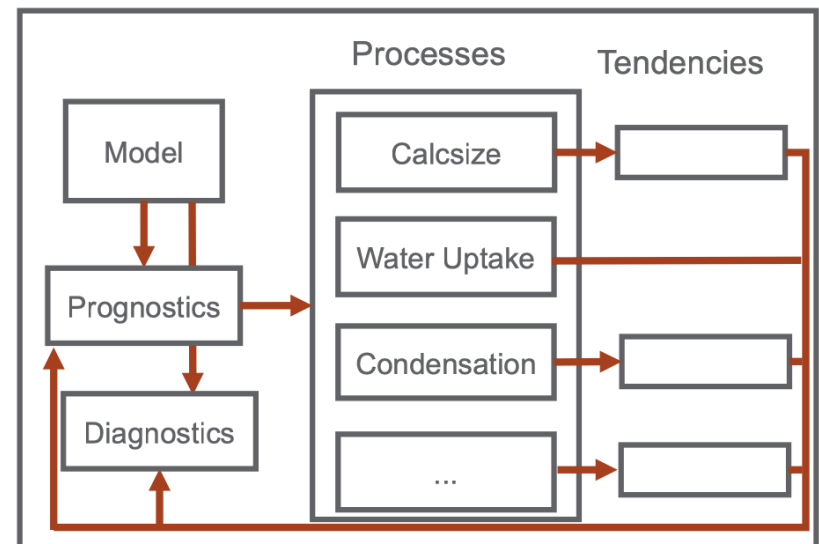 Processes
Tendencies
Model
Calcsize
Water Uptake
Prognostics
Condensation
Diagnostics
...